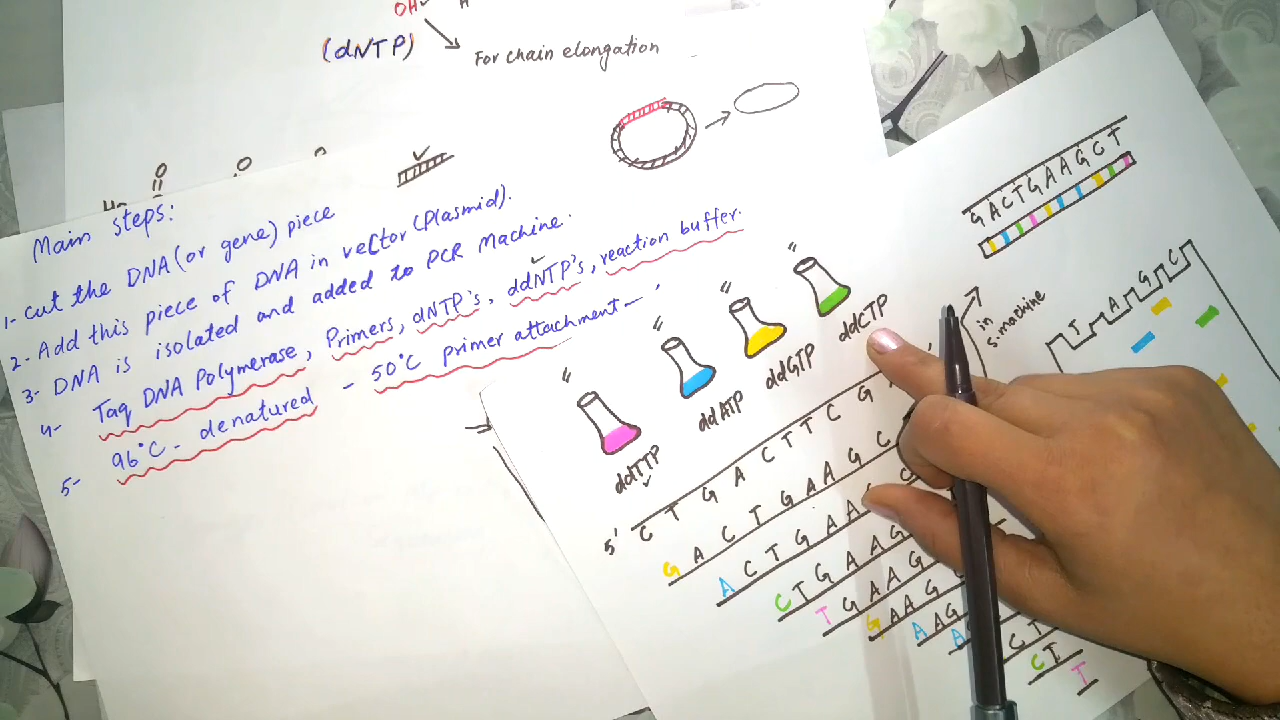 OH
(dNTP)
For chain elongation
Main steps:
1- Cut the DNA (or gene) piece
2- Add this piece of DNA in vector (Plasmid).
3- DNA is isolated and added to PCR Machine.
4- Taq DNA Polymerase, Primers, dNTP's, ddNTP's, reaction buffer.
5- 96°C - denatured - 50°C primer attachment -
ddTTP
ddATP
ddGTP
ddCTP
5' C T G A C T T C G
G A C T G A A G C
A C T G A A G C
C T G A A G
T G A A G
G A A G
A A G
A
C T
C T
T
G A C T G A A G C T
in
s.machine
T A G C